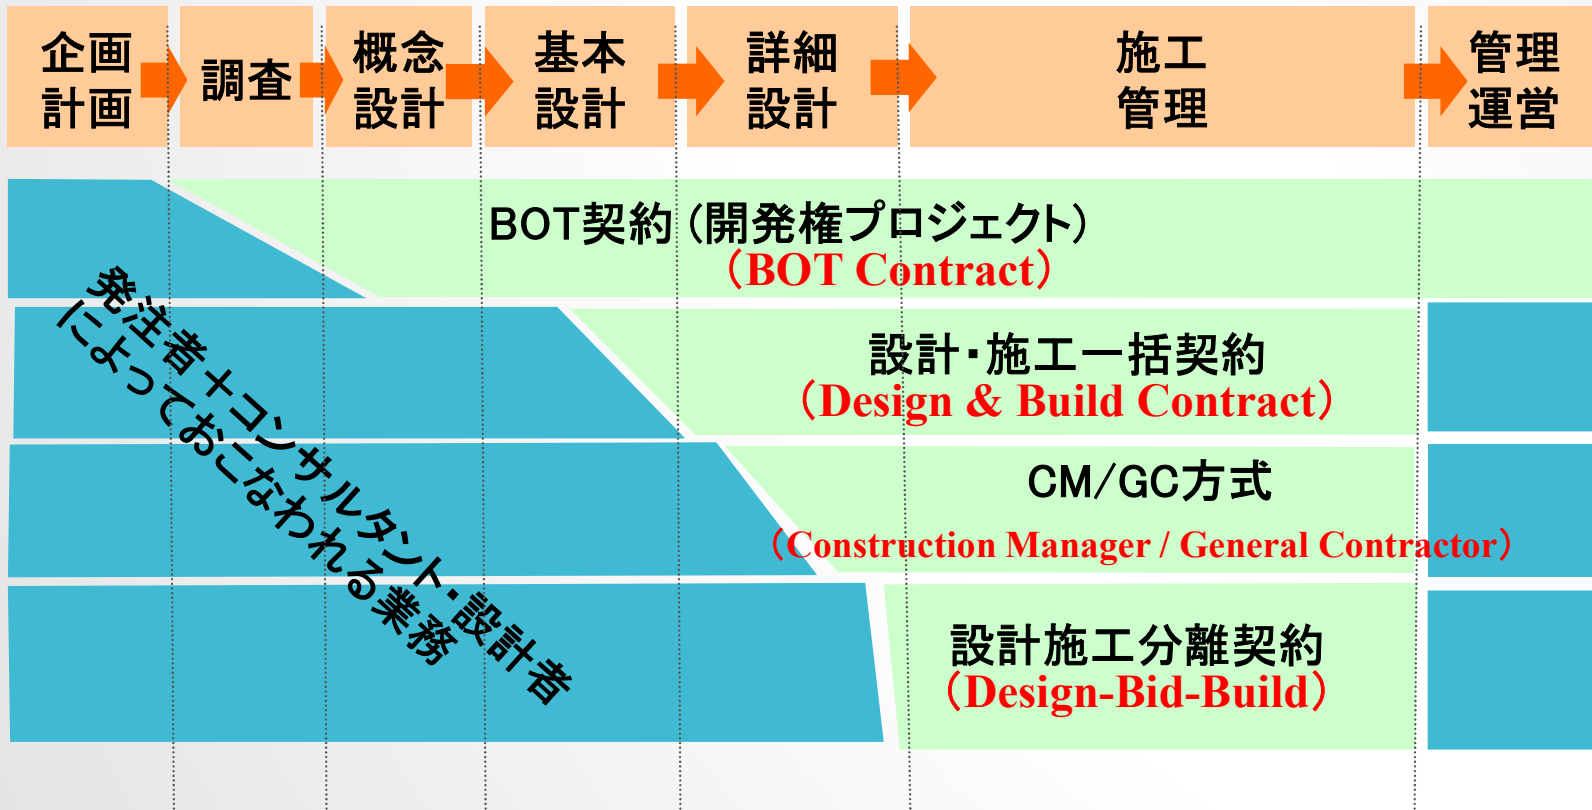 企画
計画
調査
概念
設計
基本
設計
詳細
設計
施工
管理
管理
運営
BOT契約（開発権プロジェクト）
（BOT Contract）
発注者＋コンサルタント・設計者
によっておこなわれる業務
設計・施工一括契約
（Design & Build Contract）
CM/GC方式
（Construction Manager / General Contractor）
設計施工分離契約
（Design-Bid-Build）